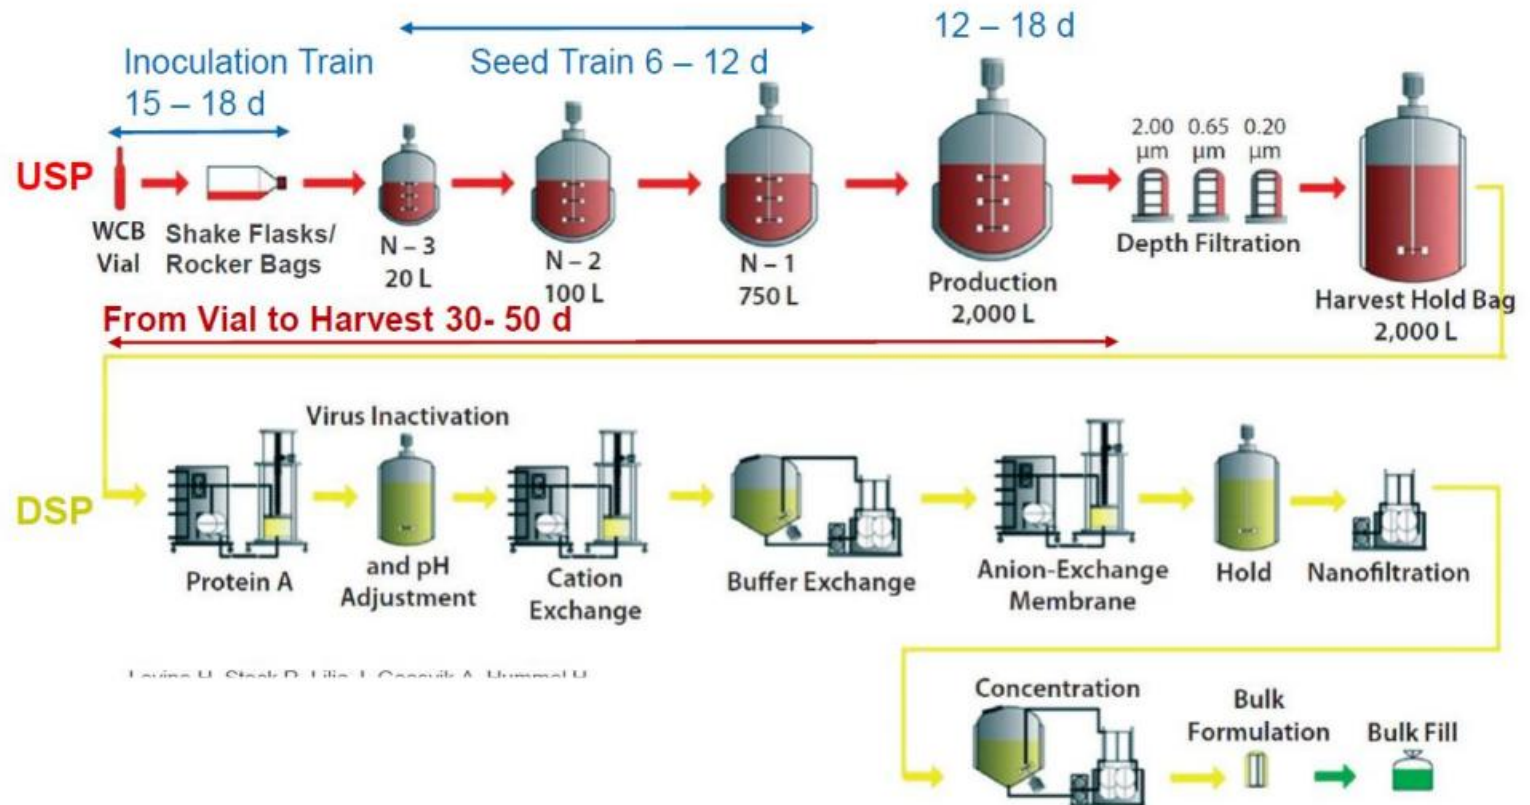 12 – 18 d
Inoculation Train
15 – 18 d
Seed Train 6 – 12 d
USP
WCB
Vial
Shake Flasks/
Rocker Bags
N – 3
20 L
N – 2
100 L
N – 1
750 L
Production
2,000 L
2.00
μm
0.65
μm
0.20
μm
Depth Filtration
Harvest Hold Bag
2,000 L
From Vial to Harvest 30- 50 d
DSP
Protein A
Virus Inactivation
and pH
Adjustment
Cation
Exchange
Buffer Exchange
Anion-Exchange
Membrane
Hold
Nanofiltration
Concentration
Bulk
Formulation
Bulk Fill